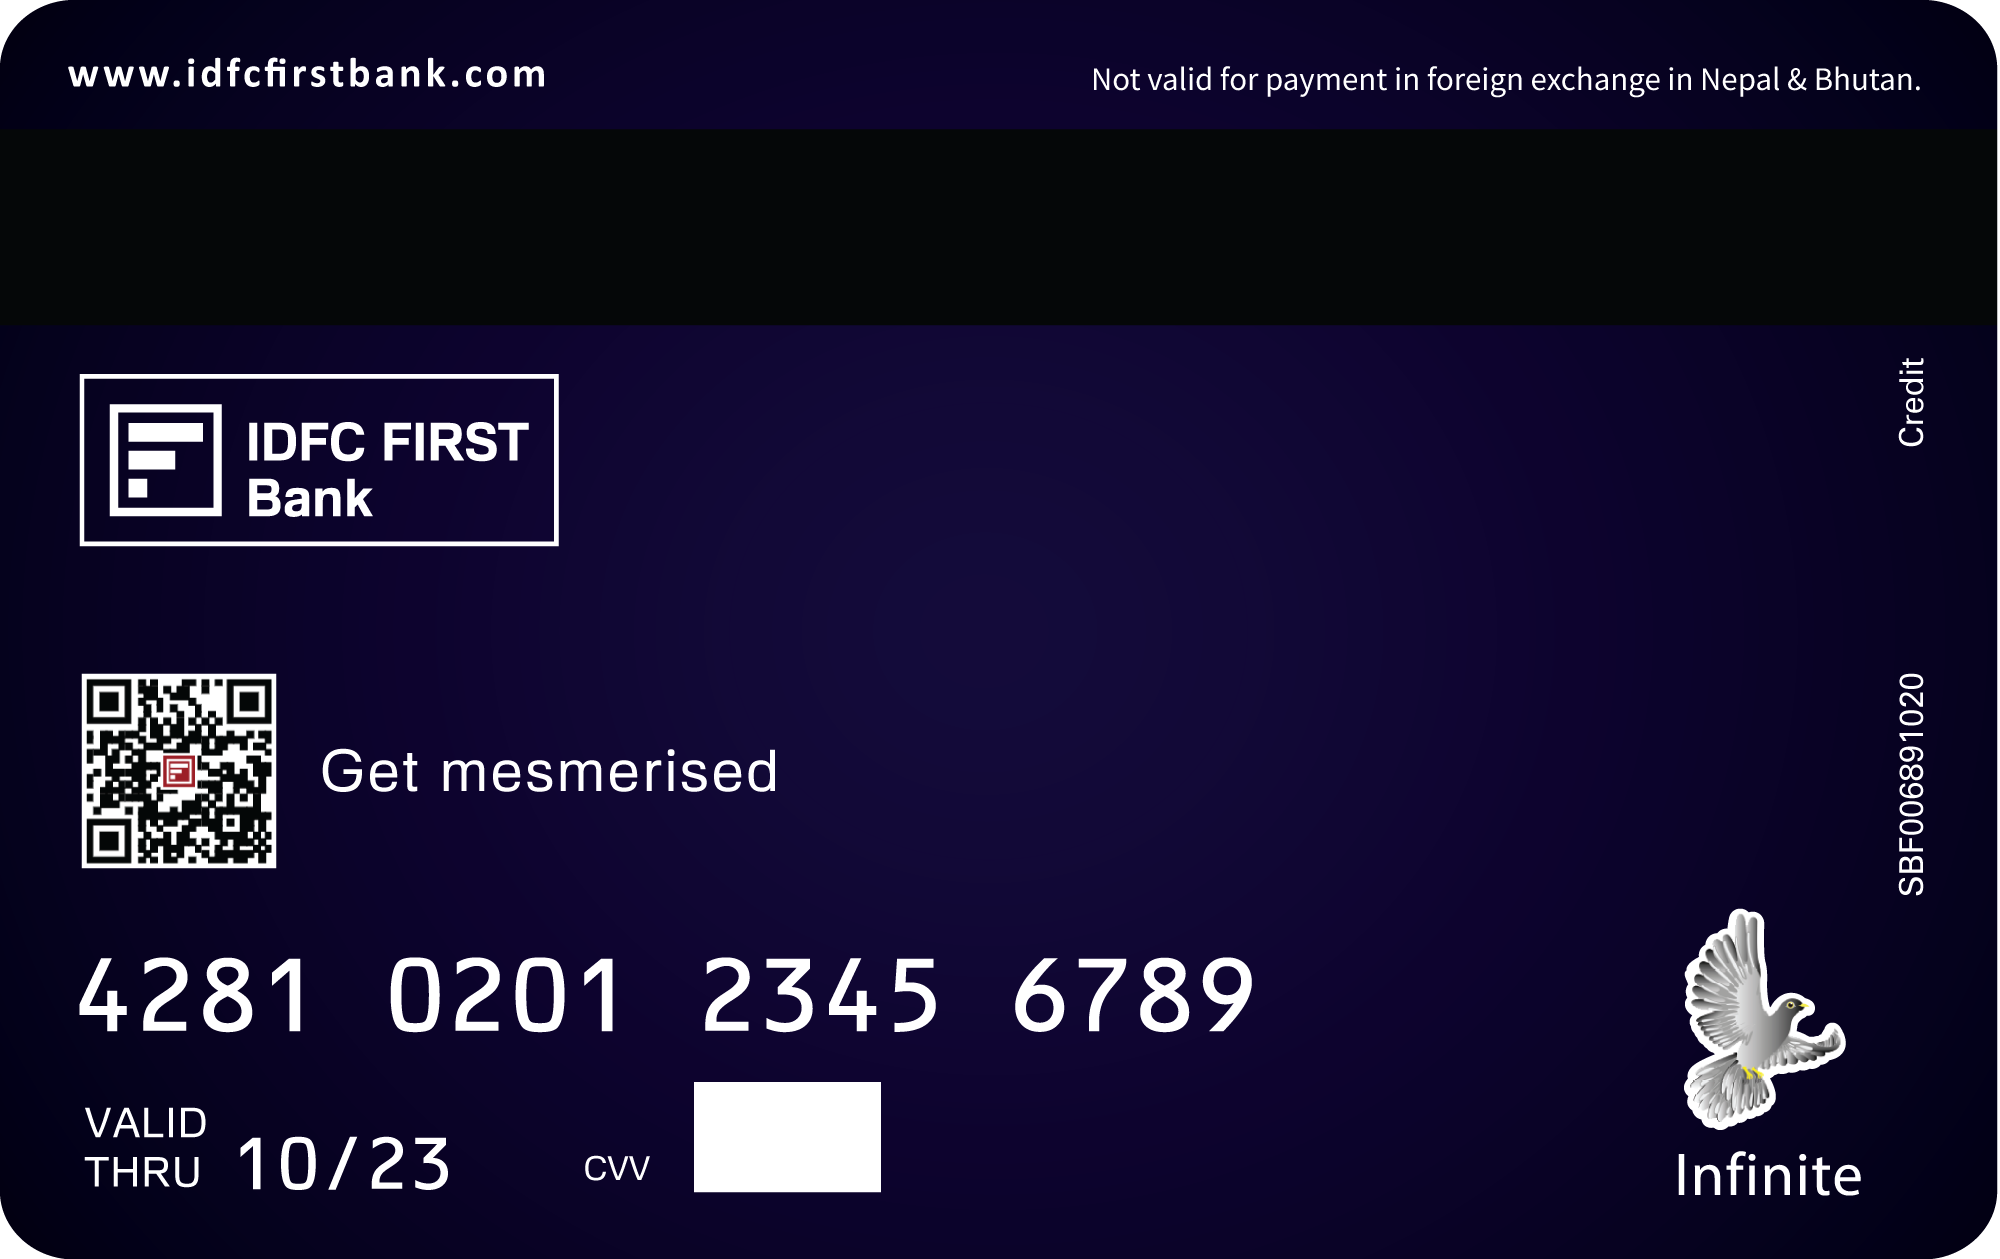 www.idfcfirstbank.com
Not valid for payment in foreign exchange in Nepal & Bhutan.
Credit
IDFC FIRST
Bank
Get mesmerised
SBF006891020
4281 0201 2345 6789
VALID
THRU 10/23
CVV
Infinite